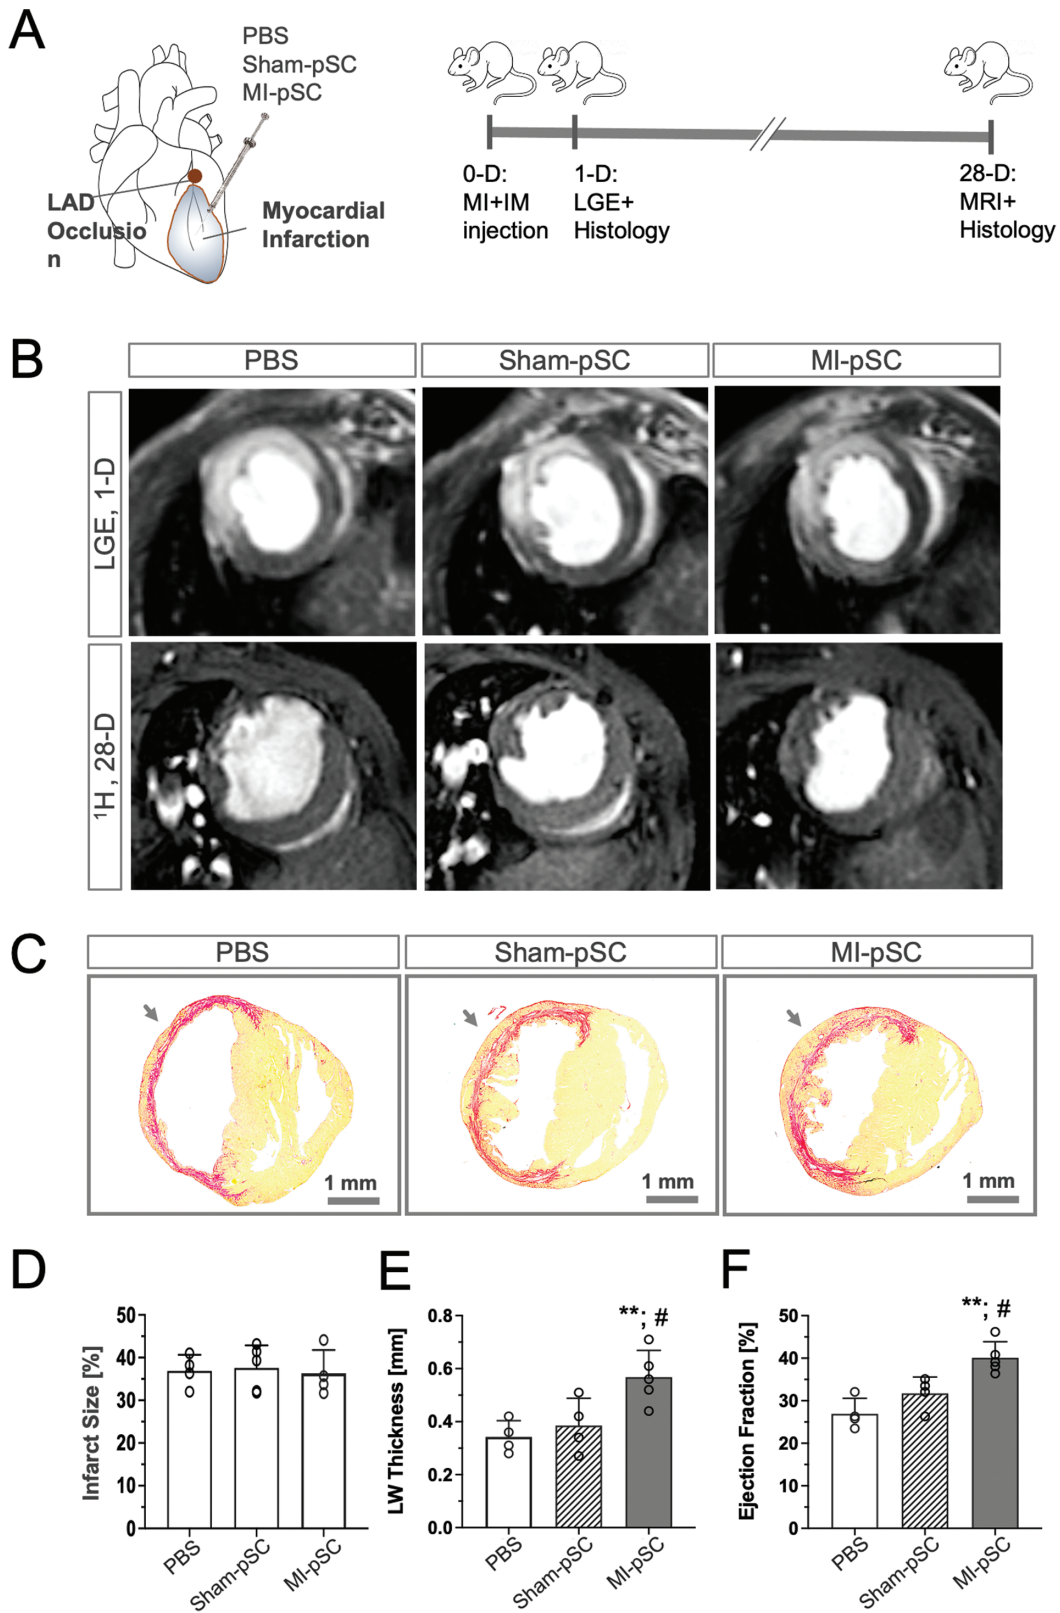 A
PBS
Sham-pSC
MI-pSC
LAD
Occlusio
n
Myocardial
Infarction
0-D:
MI+IM
injection
1-D:
LGE+
Histology
28-D:
MRI+
Histology
B
PBS
Sham-pSC
MI-pSC
LGE, 1-D
¹H, 28-D
C
PBS
Sham-pSC
MI-pSC
1 mm
1 mm
1 mm
D
Infarct Size [%]
50
40
30
20
10
0
PBS
Sham-pSC
MI-pSC
E
LW Thickness [mm]
**; #
0.8
0.6
0.4
0.2
0.0
PBS
Sham-pSC
MI-pSC
F
Ejection Fraction [%]
**; #
50
40
30
20
10
0
PBS
Sham-pSC
MI-pSC